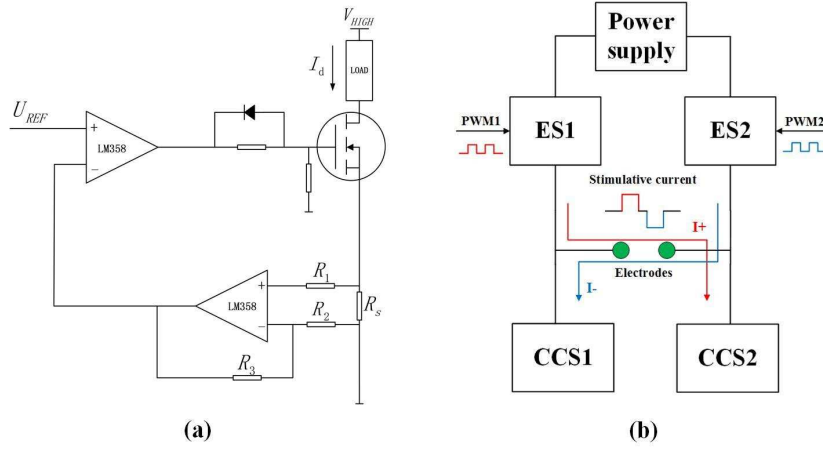 V_HIGH
I_d
LOAD
U_REF
+
LM358
−
R_1
+
LM358
R_2
−
R_s
R_3
(a)
Power
supply
PWM1
ES1
ES2
PWM2
Stimulative current
I+
Electrodes
I-
CCS1
CCS2
(b)